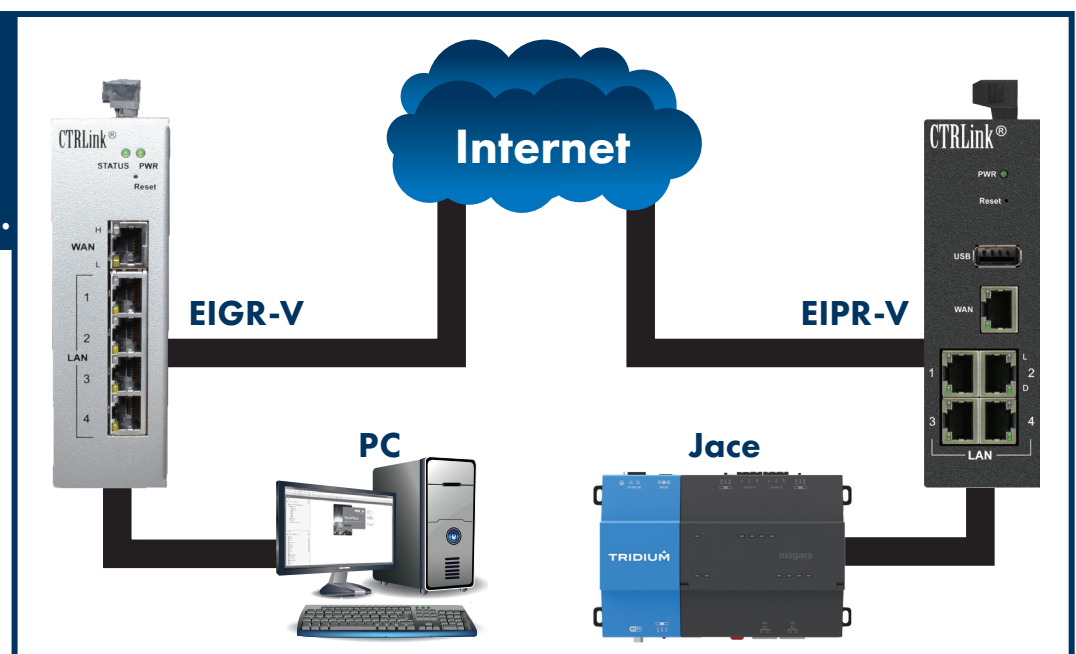 Internet
CTRLink®
STATUS PWR
Reset
H
WAN
L
1
2
LAN
3
4
EIGR-V
CTRLink®
PWR
Reset
USB
WAN
L
1 2
D
3 4
LAN
EIPR-V
PC
Jace
TRIDIUM
niagara